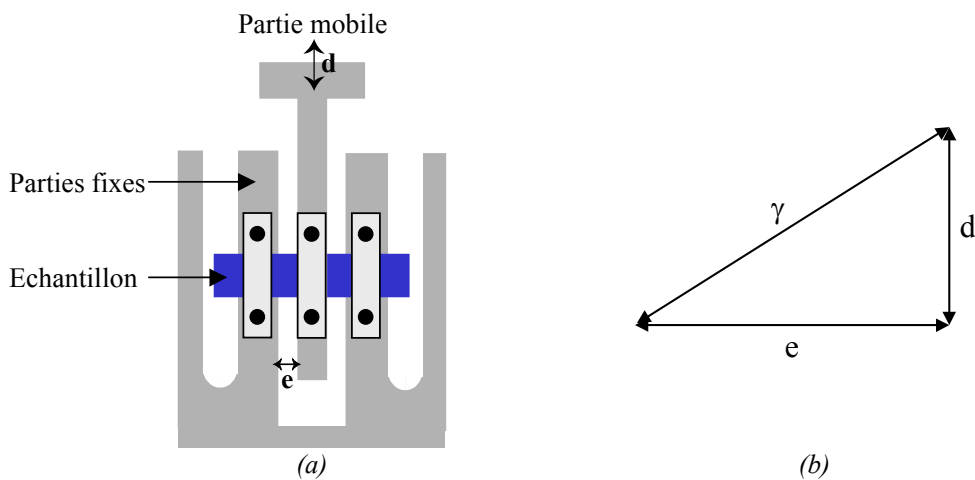 Partie mobile
d
Parties fixes
Echantillon
e
(a)
γ
d
e
(b)